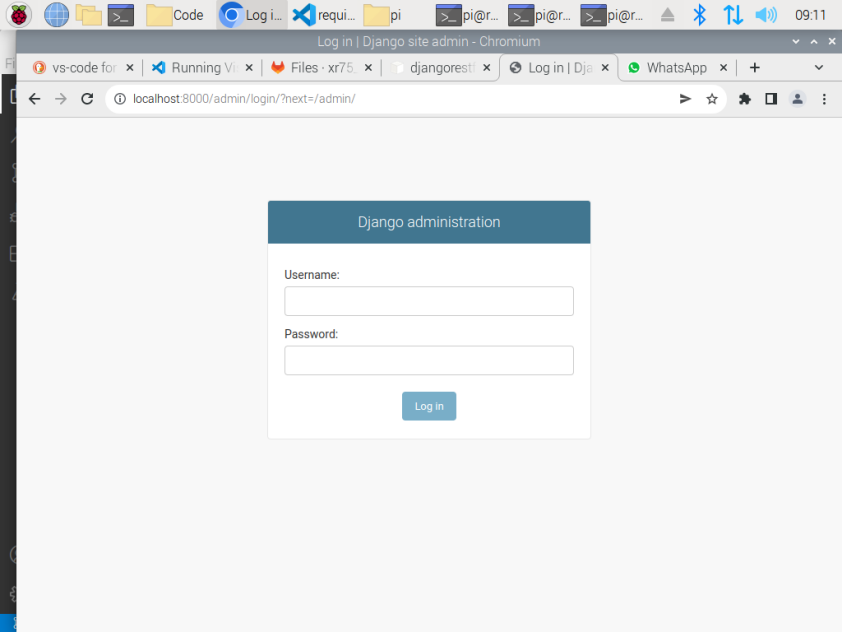 Code
Log i...
requi...
pi
pi@r...
pi@r...
pi@r...
09:11
Log in | Django site admin - Chromium
vs-code for
Running Vi
Files · xr75_
djangorest
Log in | Dja
WhatsApp
localhost:8000/admin/login/?next=/admin/
Django administration
Username:
Password:
Log in